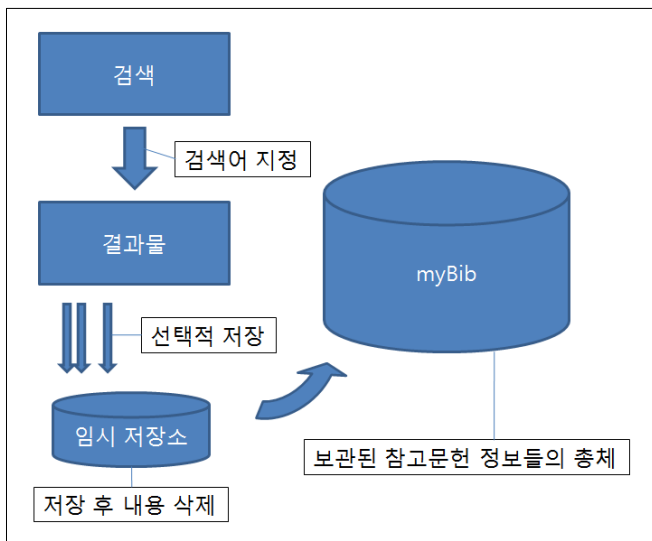 검색
검색어 지정
결과물
myBib
선택적 저장
임시 저장소
보관된 참고문헌 정보들의 총체
저장 후 내용 삭제